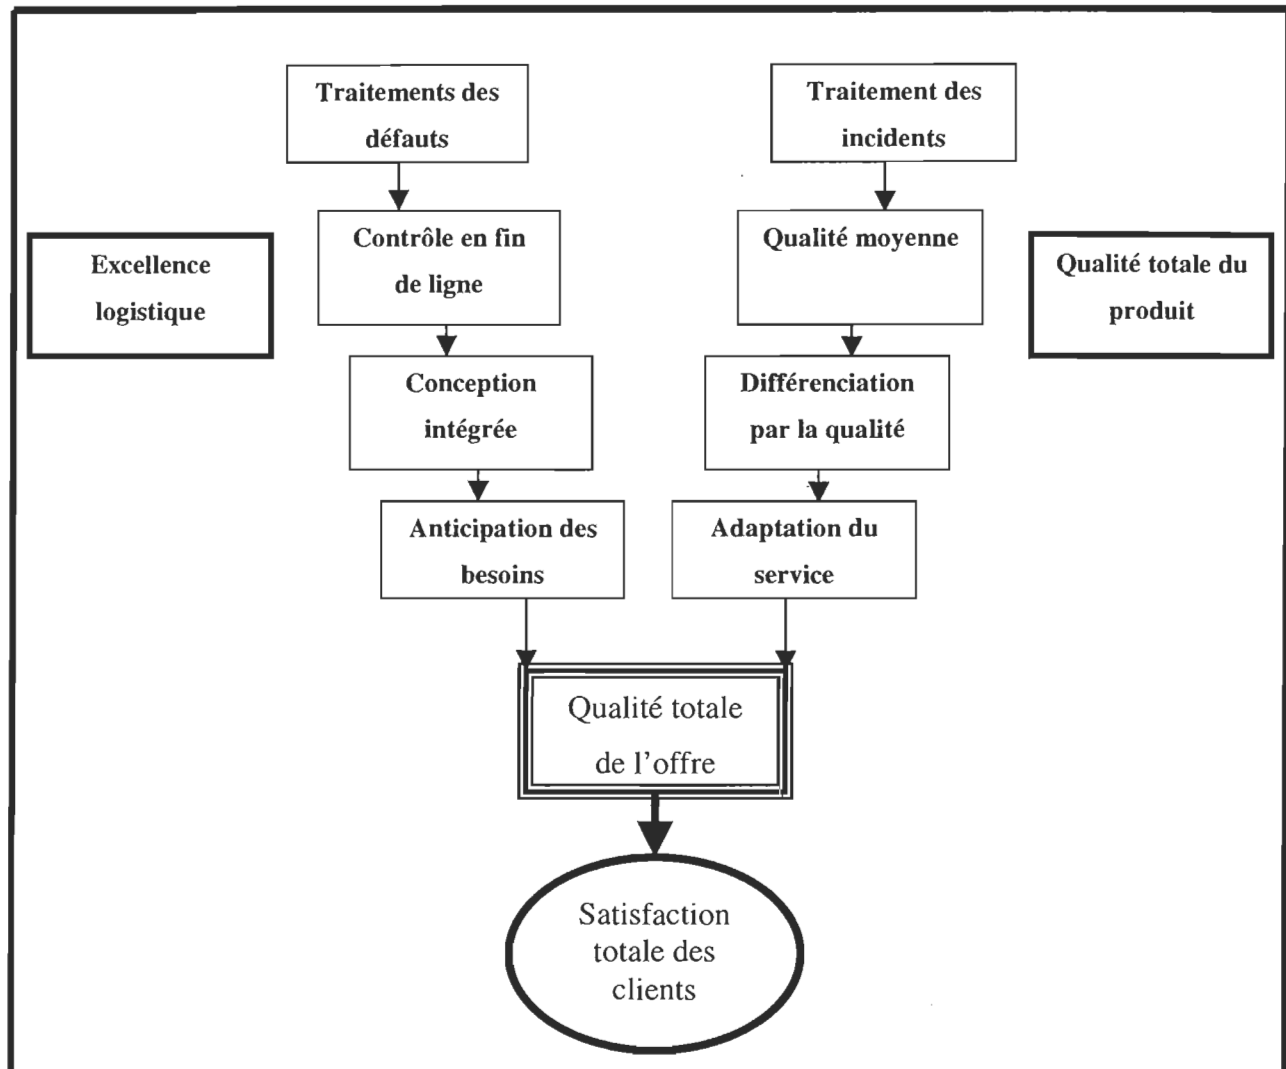 Traitements des
défauts
Traitement des
incidents
Excellence
logistique
Contrôle en fin
de ligne
Qualité moyenne
Qualité totale du
produit
Conception
intégrée
Différenciation
par la qualité
Anticipation des
besoins
Adaptation du
service
Qualité totale
de l’offre
Satisfaction
totale des
clients